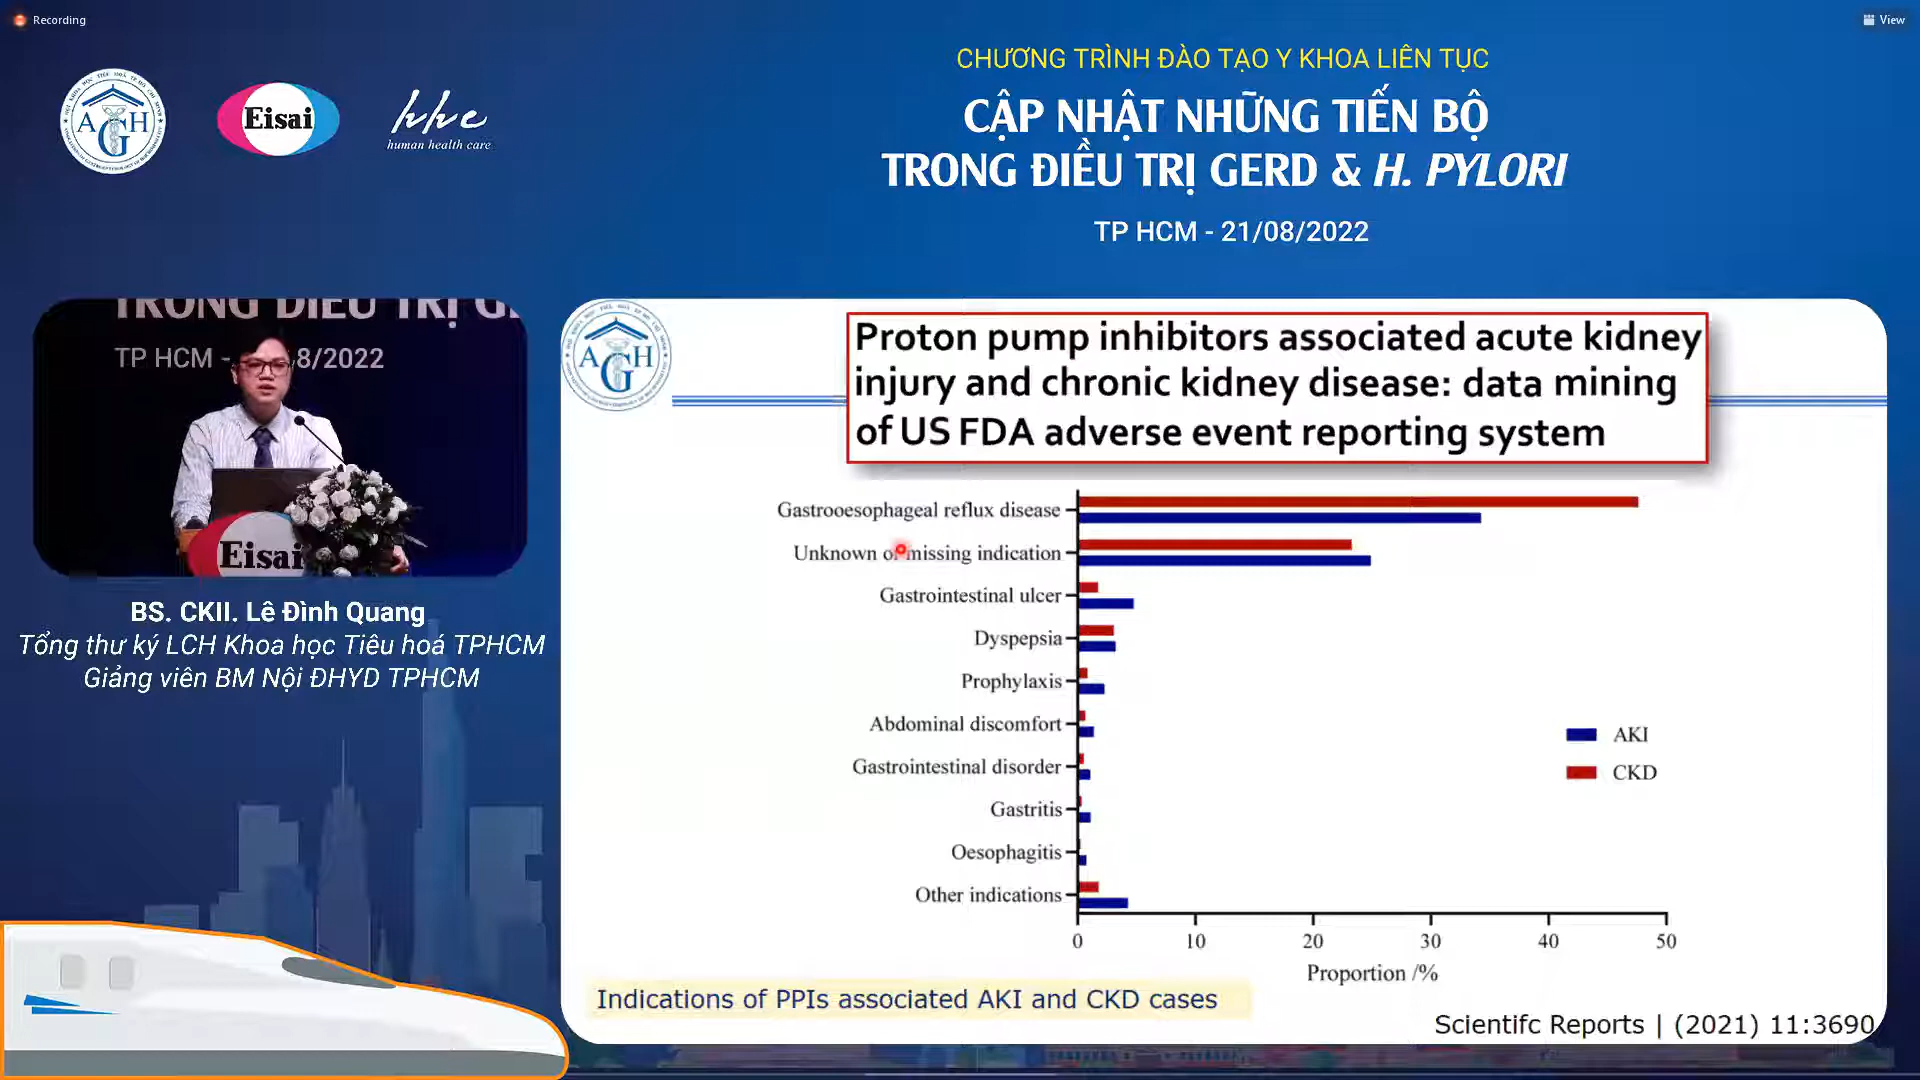 Recording
View
CHƯƠNG TRÌNH ĐÀO TẠO Y KHOA LIÊN TỤC
CẬP NHẬT NHỮNG TIẾN BỘ
TRONG ĐIỀU TRỊ GERD & H. PYLORI
TP HCM - 21/08/2022
AGH
Eisai
hhc
human health care
TRONG ĐIỀU TRỊ G
TP HCM - 8/2022
Eisai
BS. CKII. Lê Đình Quang
Tổng thư ký LCH Khoa học Tiêu hoá TPHCM
Giảng viên BM Nội ĐHYD TPHCM
AGH
Proton pump inhibitors associated acute kidney
injury and chronic kidney disease: data mining
of US FDA adverse event reporting system
Gastrooesophageal reflux disease
Unknown or missing indication
Gastrointestinal ulcer
Dyspepsia
Prophylaxis
Abdominal discomfort
Gastrointestinal disorder
Gastritis
Oesophagitis
Other indications
AKI
CKD
0 10 20 30 40 50
Proportion /%
Indications of PPIs associated AKI and CKD cases
Scientifc Reports | (2021) 11:3690